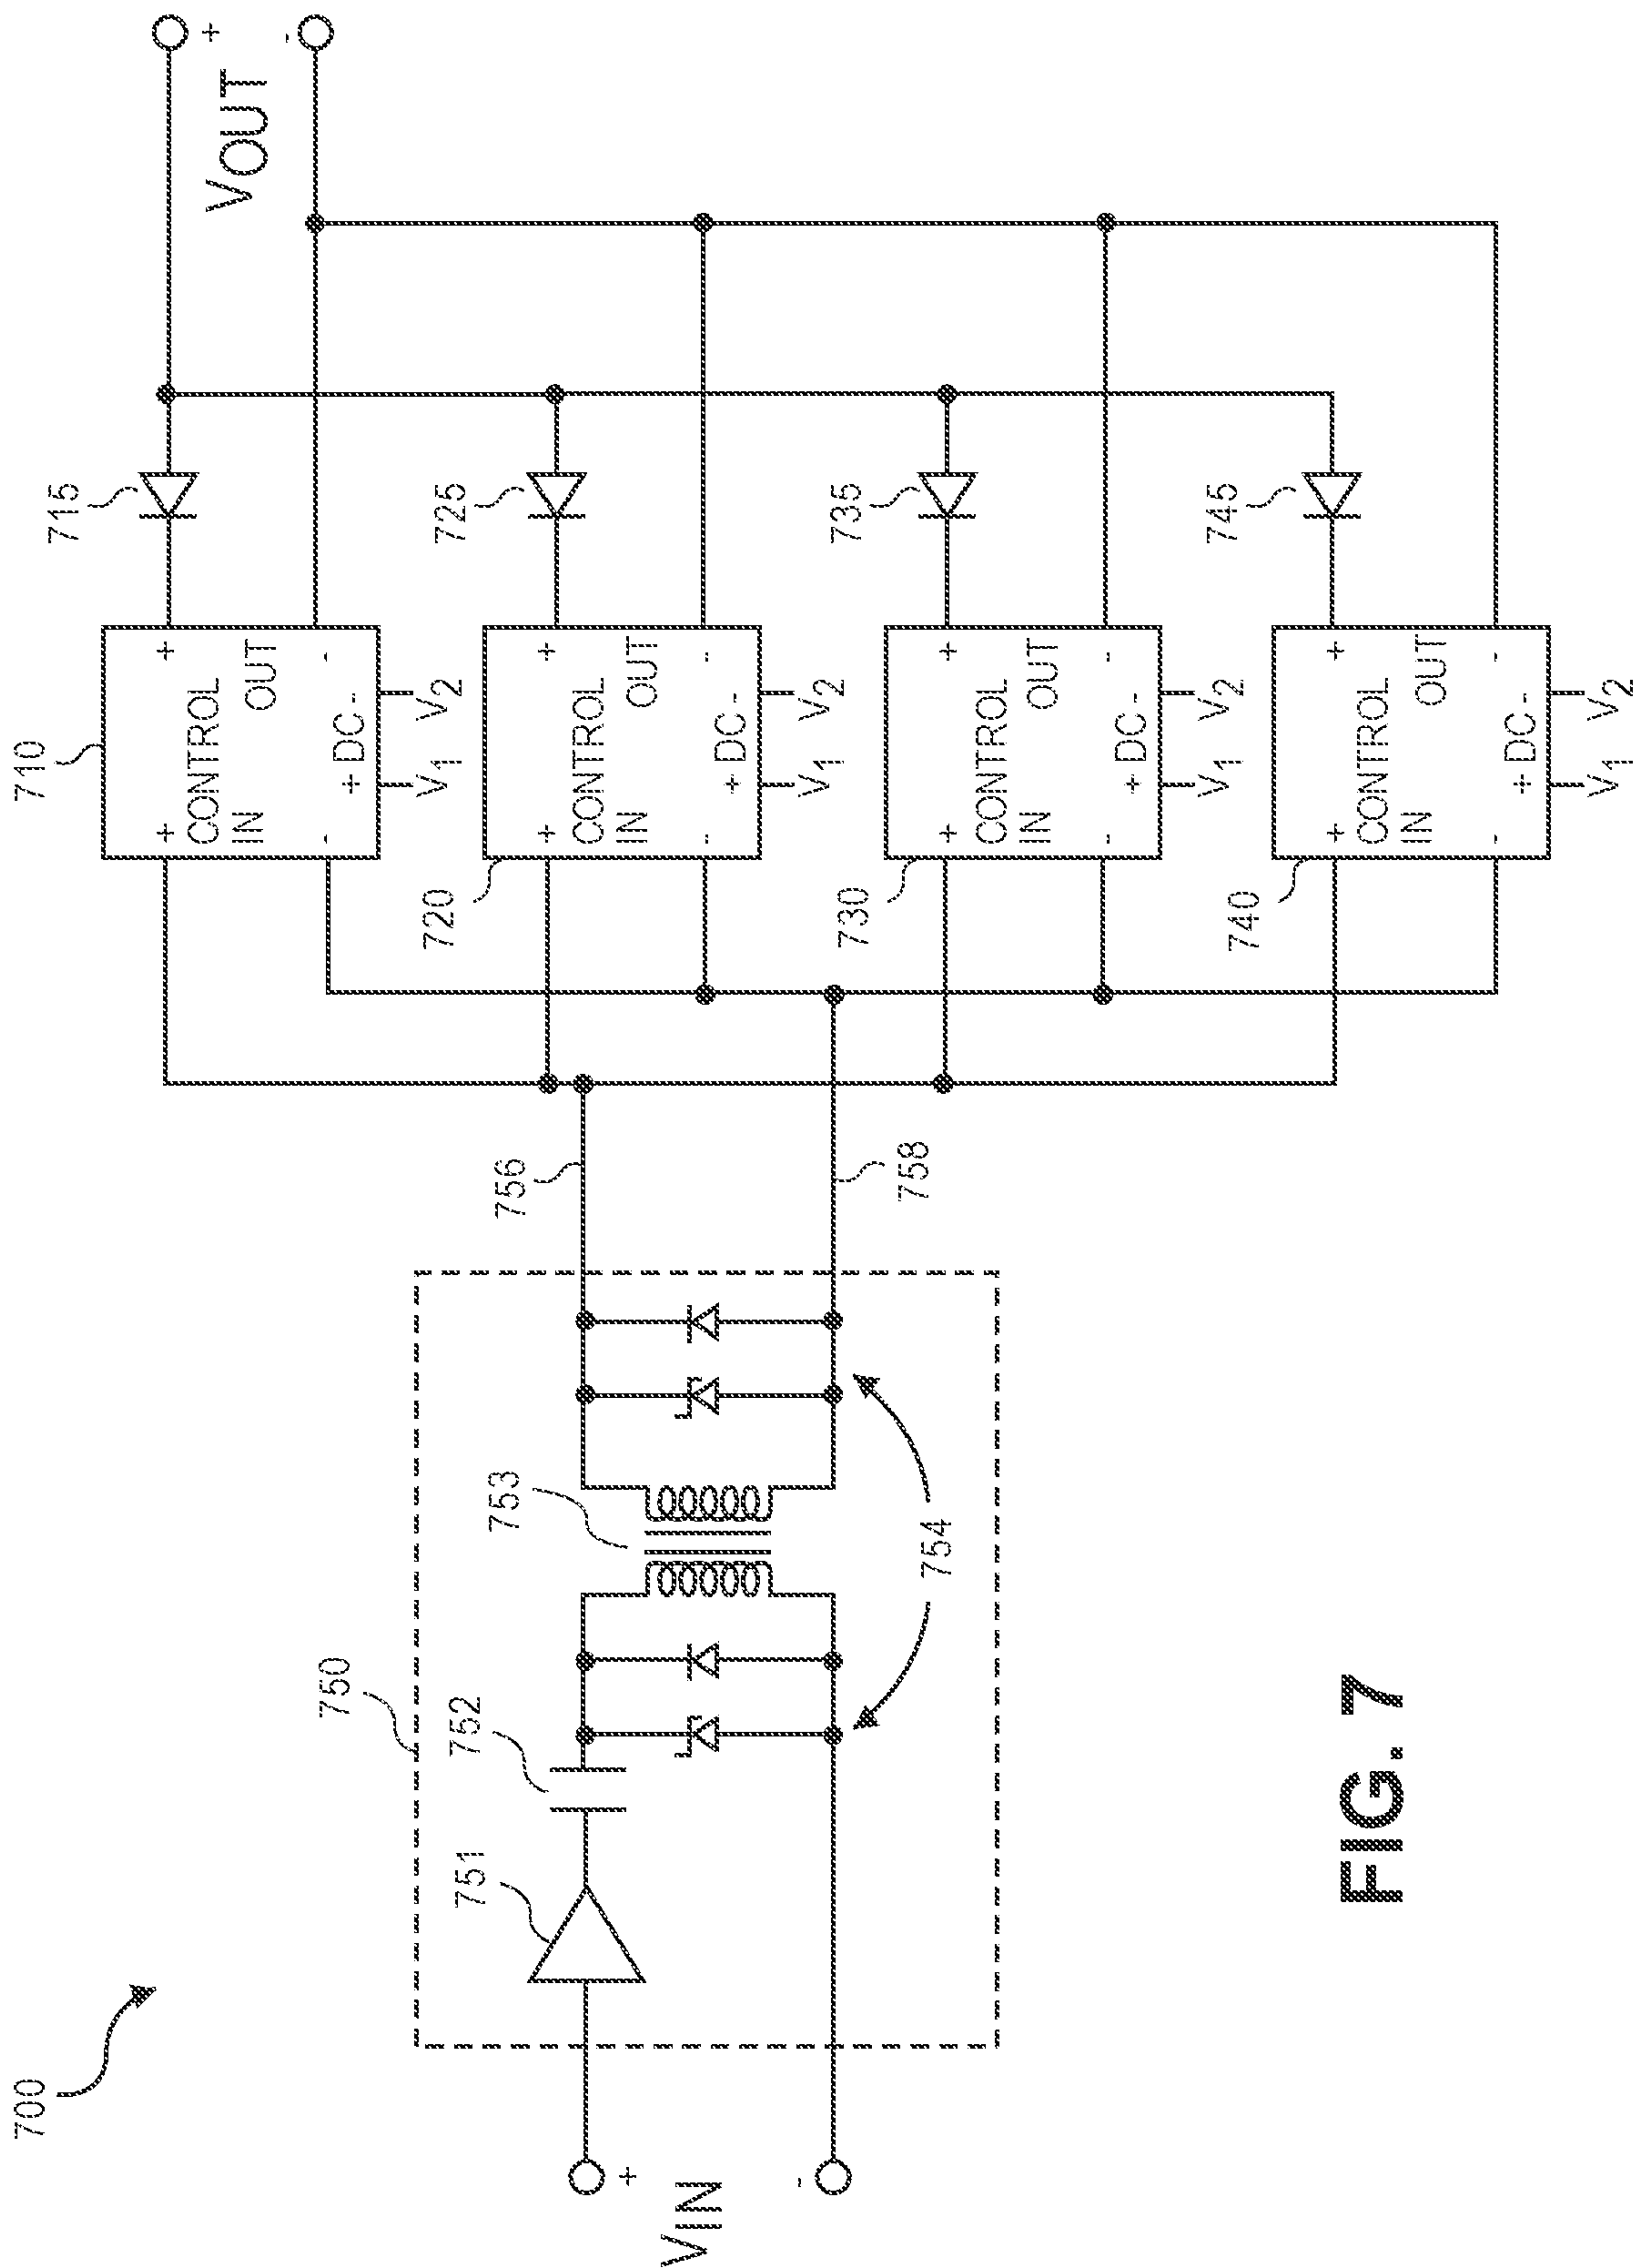 700
750
751
752
753
754
756
758
VIN
+
-
710
+
CONTROL
IN
-
+
OUT
-
+ DC -
V1
V2
715
720
+
CONTROL
IN
-
+
OUT
-
+ DC -
V1
V2
725
730
+
CONTROL
IN
-
+
OUT
-
+ DC -
V1
V2
735
740
+
CONTROL
IN
-
+
OUT
-
+ DC -
V1
V2
745
+
VOUT
-
FIG. 7